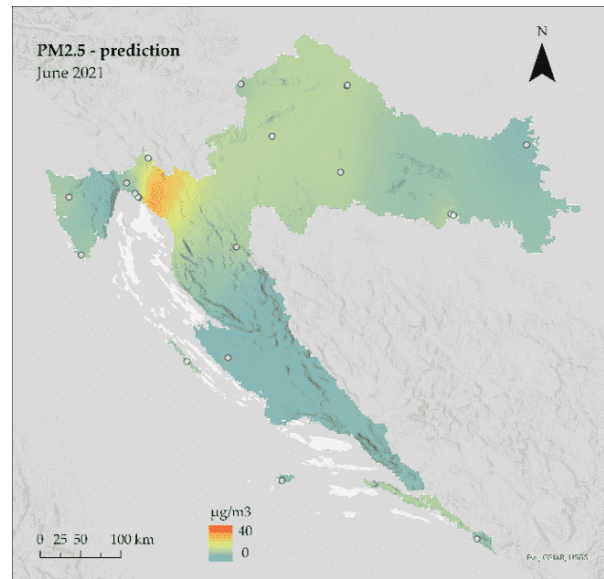 PM2.5 - prediction
June 2021
N
µg/m3
40
0
0 25 50 100 km
Esri, CGIAR, USGS